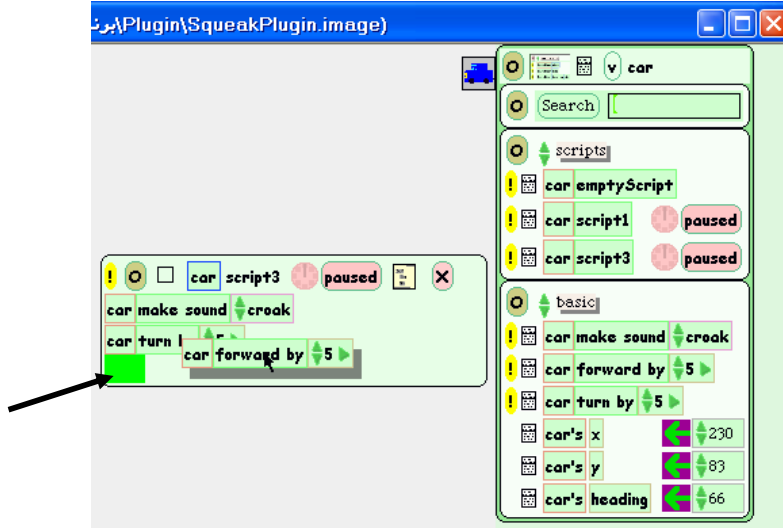 برن\Plugin\SqueakPlugin.image)
v car
Search
scripts
! car emptyScript
! car script1 paused
! car script3 paused
! car script3 paused
car make sound croak
car turn
car forward by 5
basic
! car make sound croak
! car forward by 5
! car turn by 5
car's x 230
car's y 83
car's heading 66